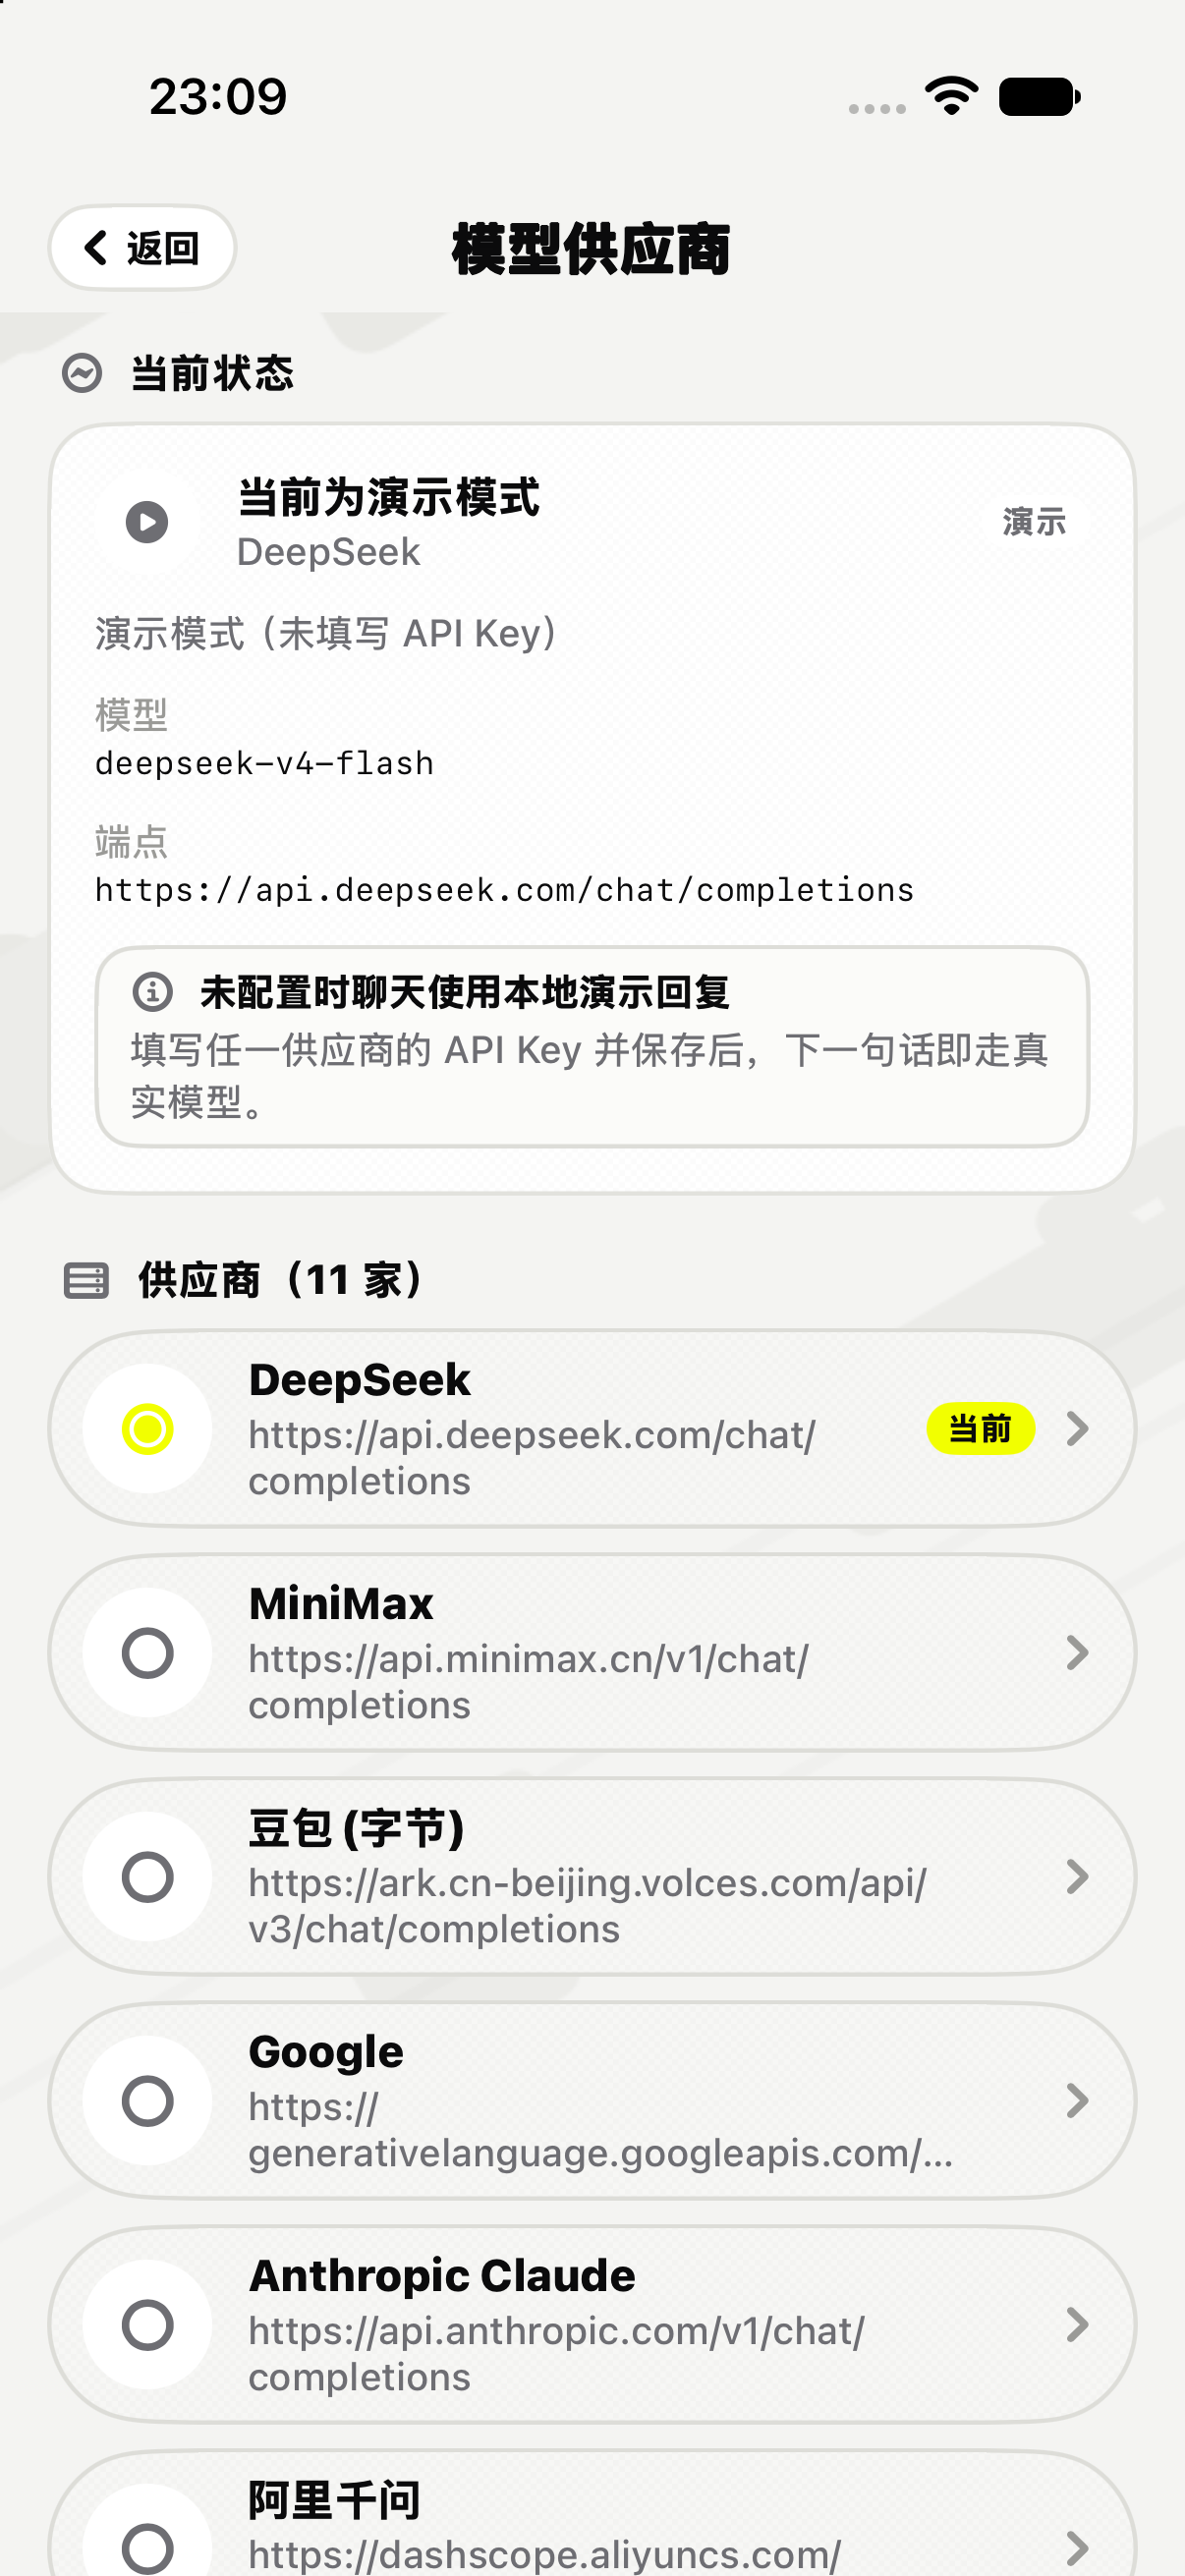 23:09
返回
模型供应商
当前状态
当前为演示模式
DeepSeek
演示
演示模式（未填写 API Key）
模型
deepseek-v4-flash
端点
https://api.deepseek.com/chat/completions
未配置时聊天使用本地演示回复
填写任一供应商的 API Key 并保存后，下一句话即走真
实模型。
供应商（11 家）
DeepSeek
https://api.deepseek.com/chat/
completions
当前
MiniMax
https://api.minimax.cn/v1/chat/
completions
豆包 (字节)
https://ark.cn-beijing.volces.com/api/
v3/chat/completions
Google
https://
generativelanguage.googleapis.com/...
Anthropic Claude
https://api.anthropic.com/v1/chat/
completions
阿里千问
https://dashscope.aliyuncs.com/